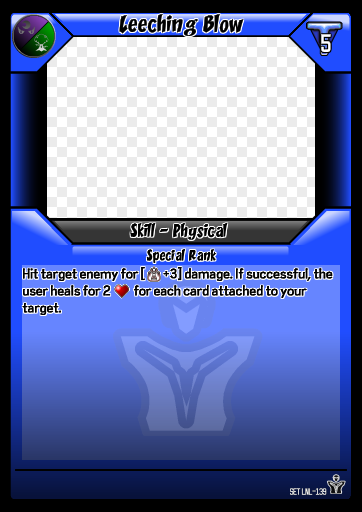 Leeching Blow
5
Skill - Physical
Special Rank
Hit target enemy for [ +3] damage. If successful, the
user heals for 2 for each card attached to your
target.
SET LNL-139